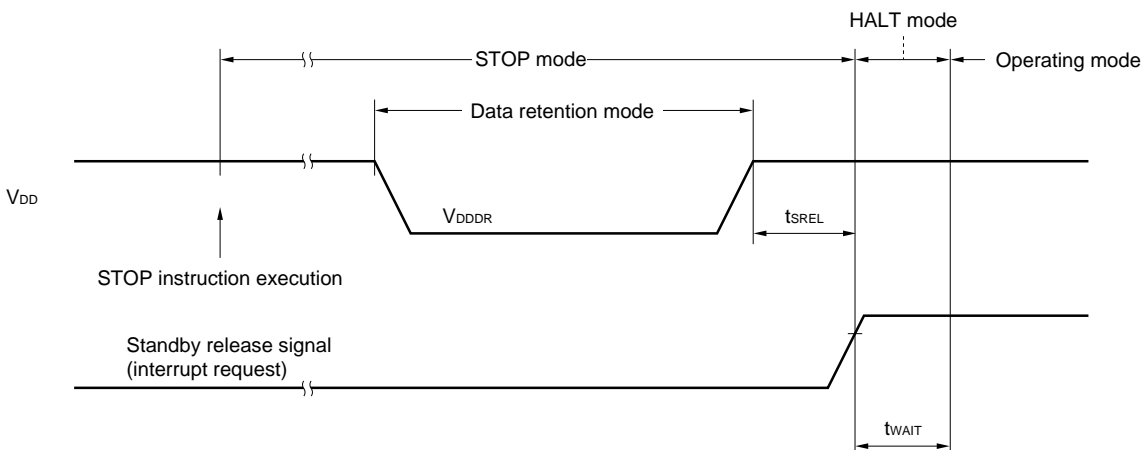 HALT mode
STOP mode
Operating mode
Data retention mode
VDD
VDDDR
tSREL
STOP instruction execution
Standby release signal
(interrupt request)
tWAIT